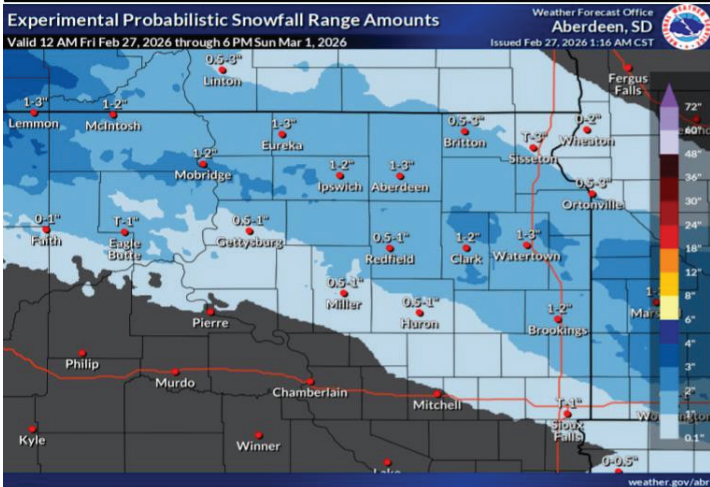 Experimental Probabilistic Snowfall Range Amounts
Valid 12 AM Fri Feb 27, 2026 through 6 PM Sun Mar 1, 2026
Weather Forecast Office
Aberdeen, SD
Issued Feb 27, 2026 1:16 AM CST
0.5-3"
Linton
Fergus
Falls
1-3"
Lemmon
1-2"
McIntosh
1-3"
Eureka
0.5-3"
Britton
T-3"
Sisseton
0-2"
Wheaton
1-2"
Mobridge
1-2"
Ipswich
1-3"
Aberdeen
0.5-3"
Ortonville
0-1"
Faith
T-1"
Eagle
Butte
0.5-1"
Gettysburg
0.5-1"
Redfield
1-2"
Clark
1-3"
Watertown
0.5-1"
Miller
0.5-1"
Huron
1-2"
Brookings
Pierre
Philip
Murdo
Chamberlain
Mitchell
T-1"
Sioux
Falls
Kyle
Winner
0-0.5"
72"
60"
48"
36"
30"
24"
18"
12"
8"
6"
4"
3"
2"
1"
0.1"
weather.gov/abr